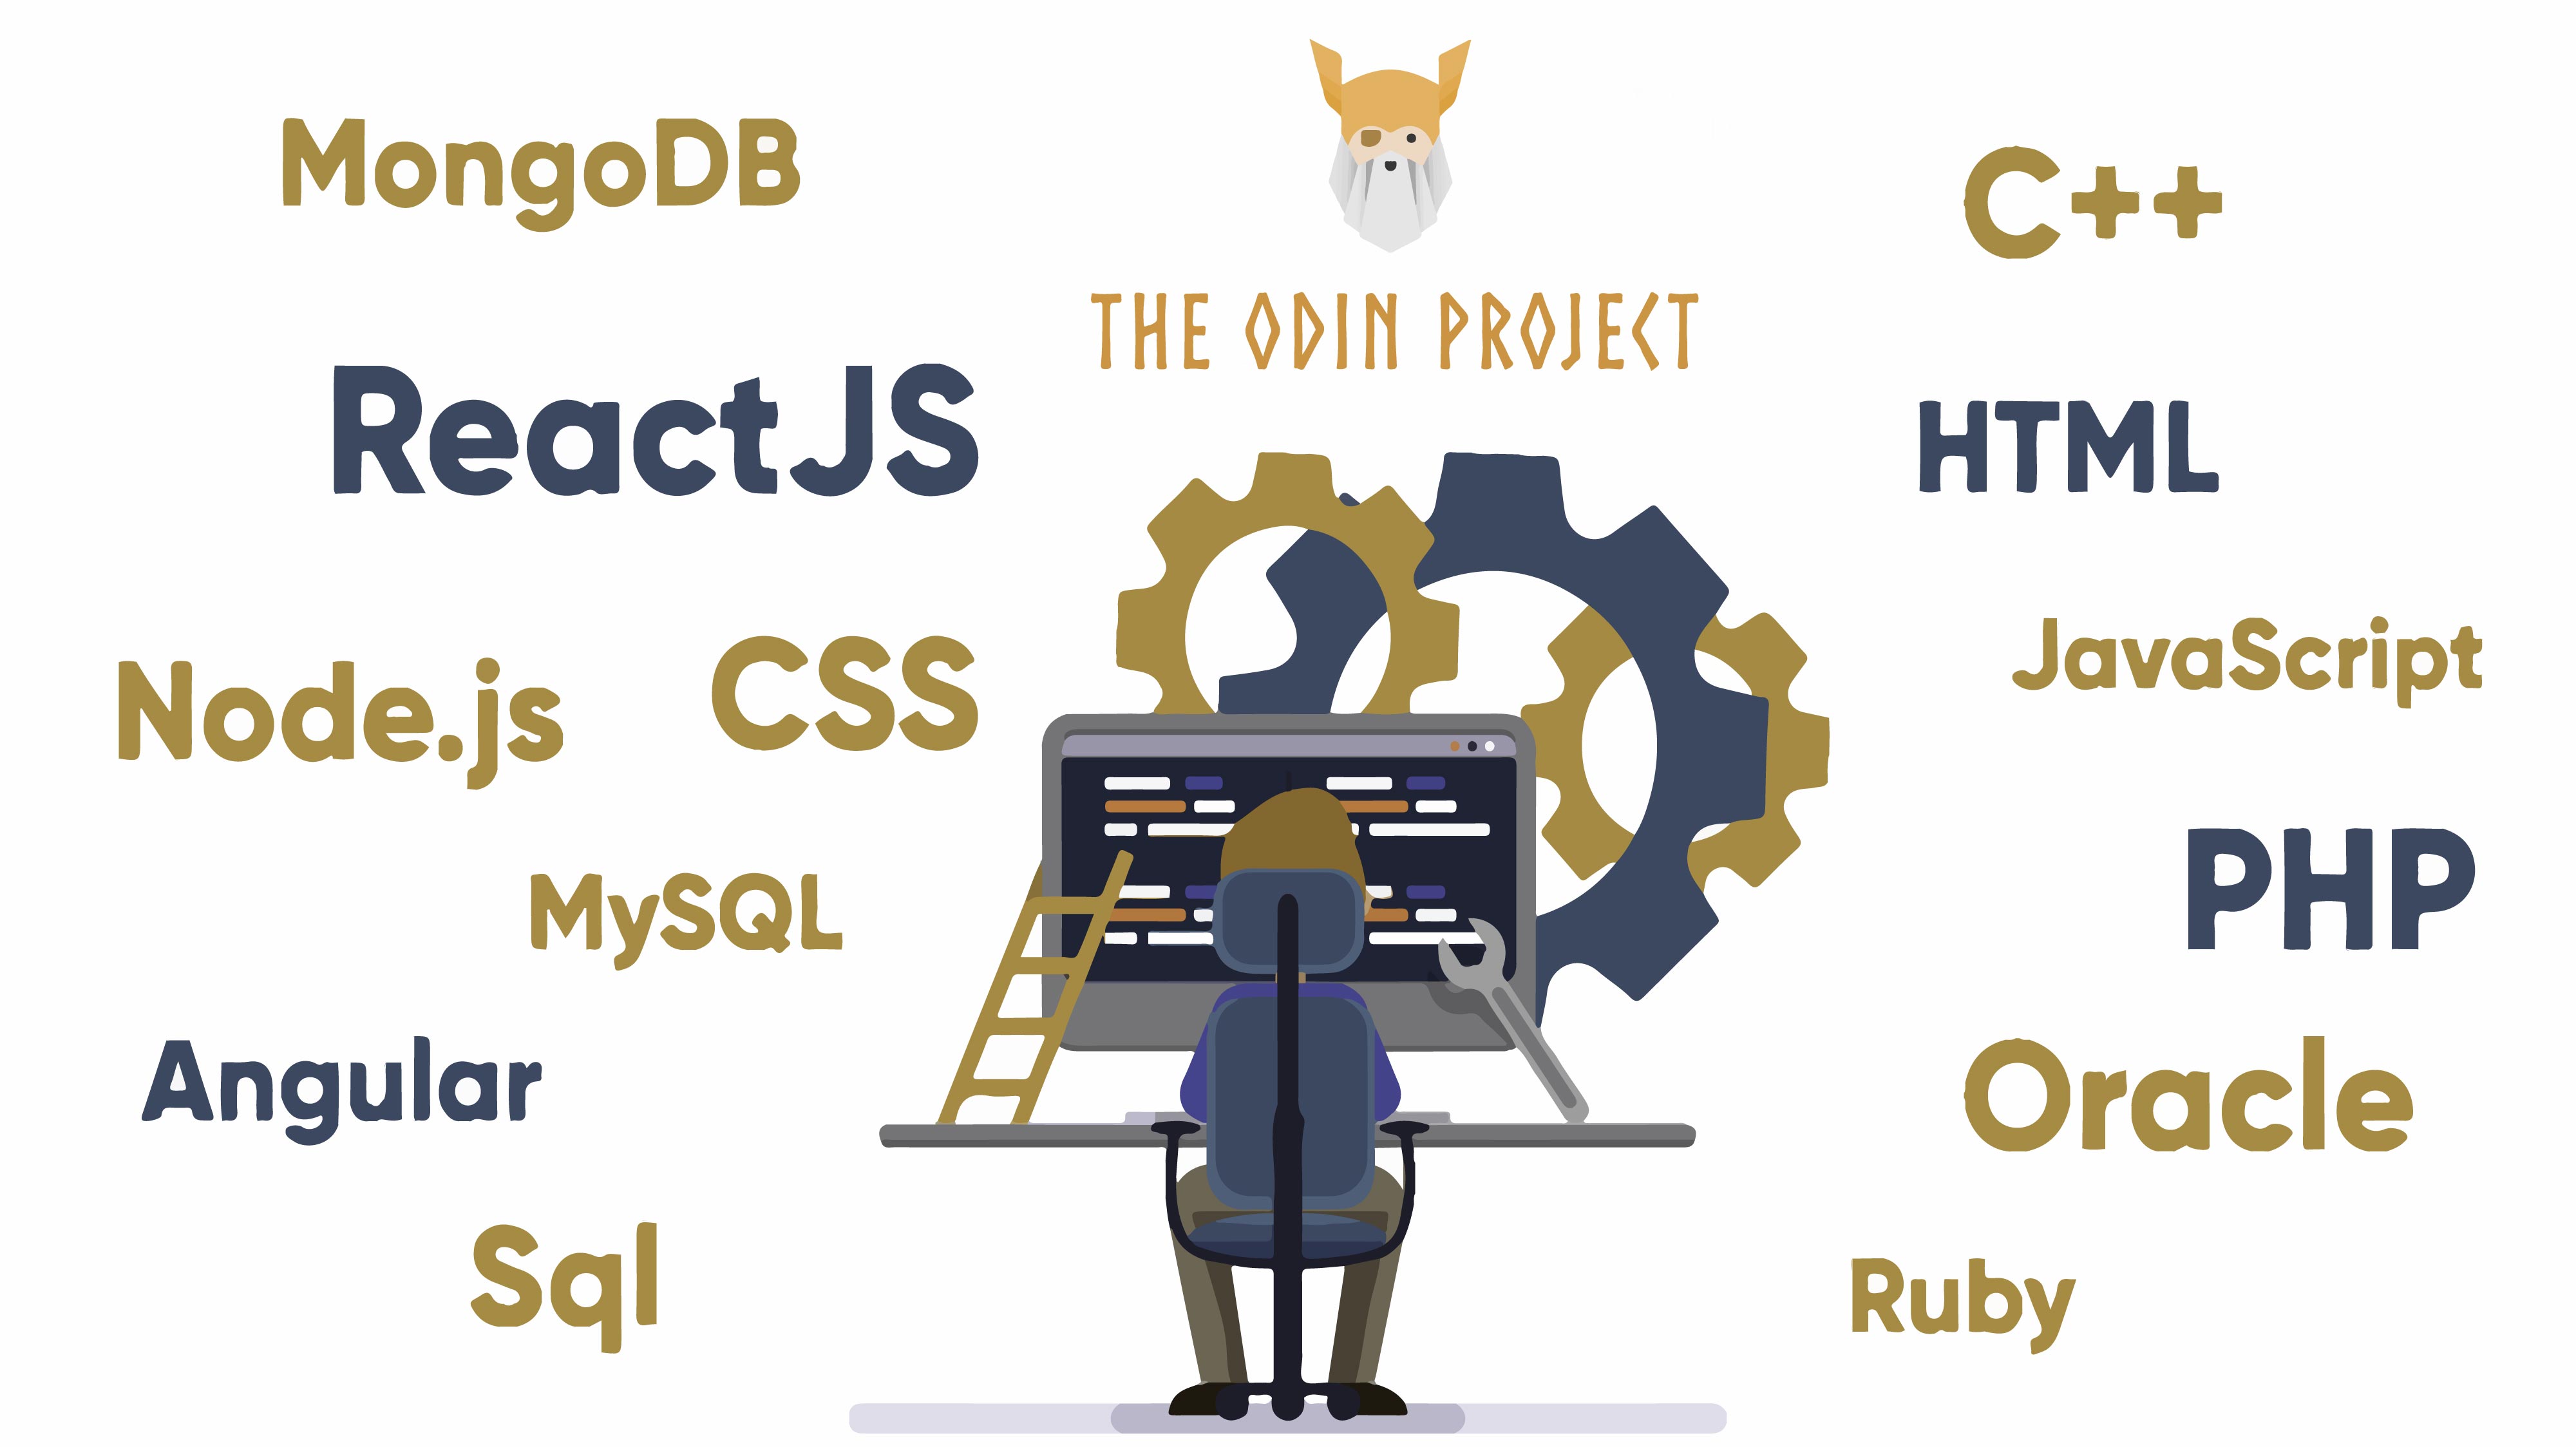 MongoDB
THE ODIN PROJECT
C++
ReactJS
HTML
Node.js
CSS
JavaScript
MySQL
PHP
Angular
Oracle
Sql
Ruby